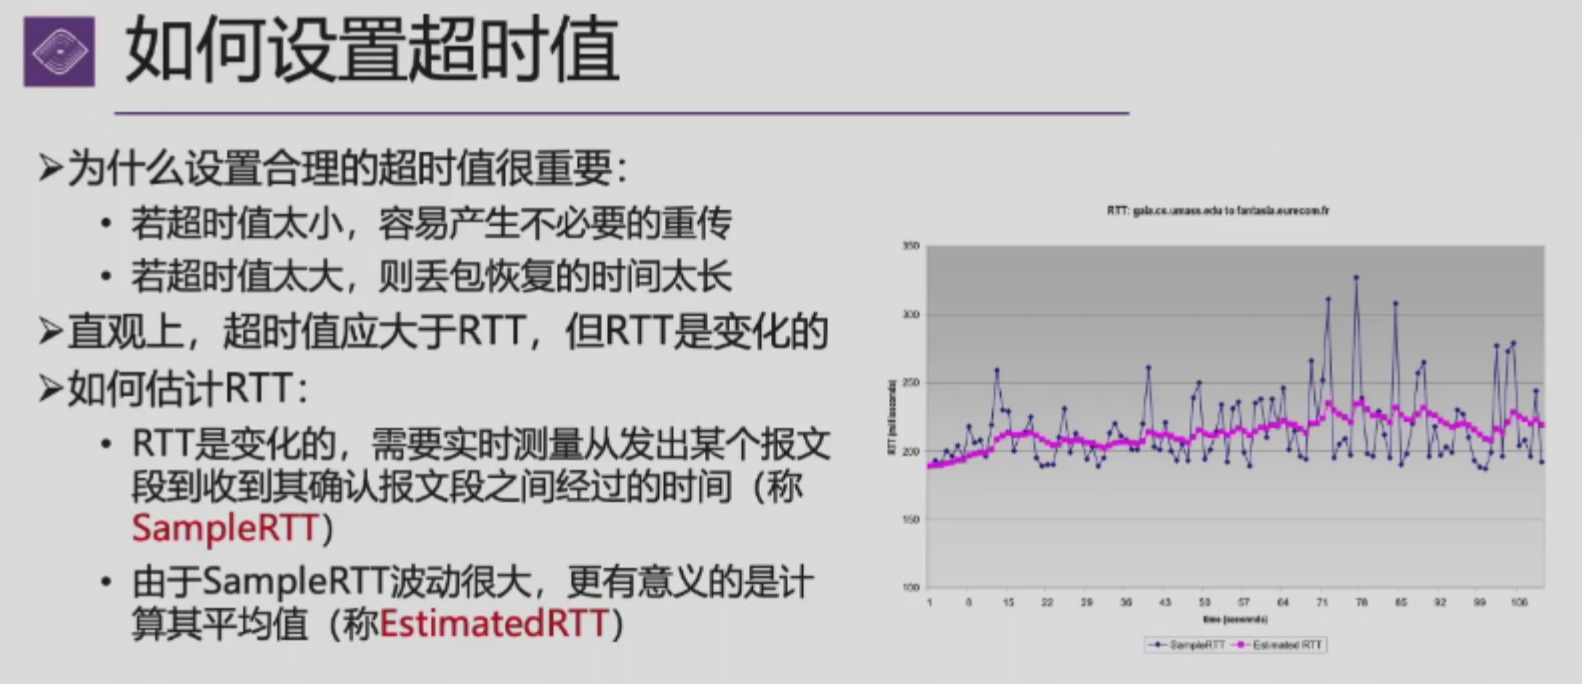 如何设置超时值
➢为什么设置合理的超时值很重要：
• 若超时值太小，容易产生不必要的重传
• 若超时值太大，则丢包恢复的时间太长
➢直观上，超时值应大于RTT，但RTT是变化的
➢如何估计RTT：
• RTT是变化的，需要实时测量从发出某个报文
段到收到其确认报文段之间经过的时间（称
SampleRTT）
• 由于SampleRTT波动很大，更有意义的是计
算其平均值（称EstimatedRTT）
RTT: gaia.cs.umass.edu to fantasia.eurecom.fr
350
300
250
200
150
100
RTT (milliseconds)
1 8 15 22 29 36 43 50 57 64 71 78 85 92 99 106
time (seconnds)
SampleRTT Estimated RTT